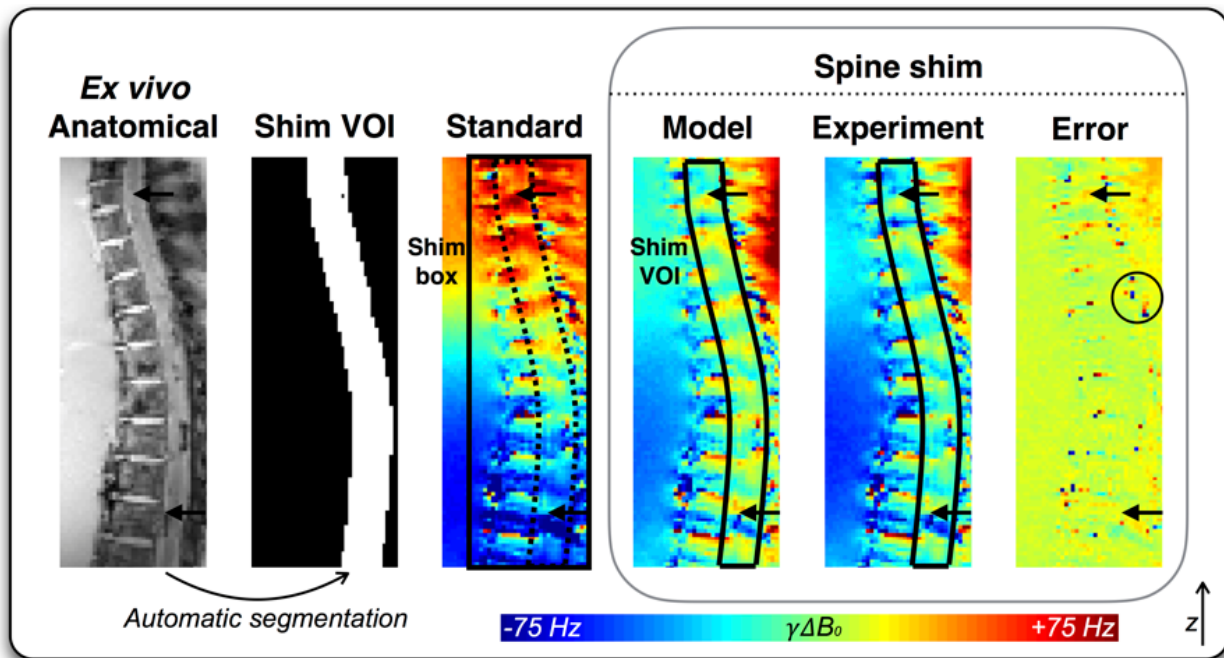 Spine shim
Ex vivo
Anatomical
Shim VOI
Standard
Model
Experiment
Error
Shim
box
Shim
VOI
Automatic segmentation
-75 Hz
γΔB₀
+75 Hz
z